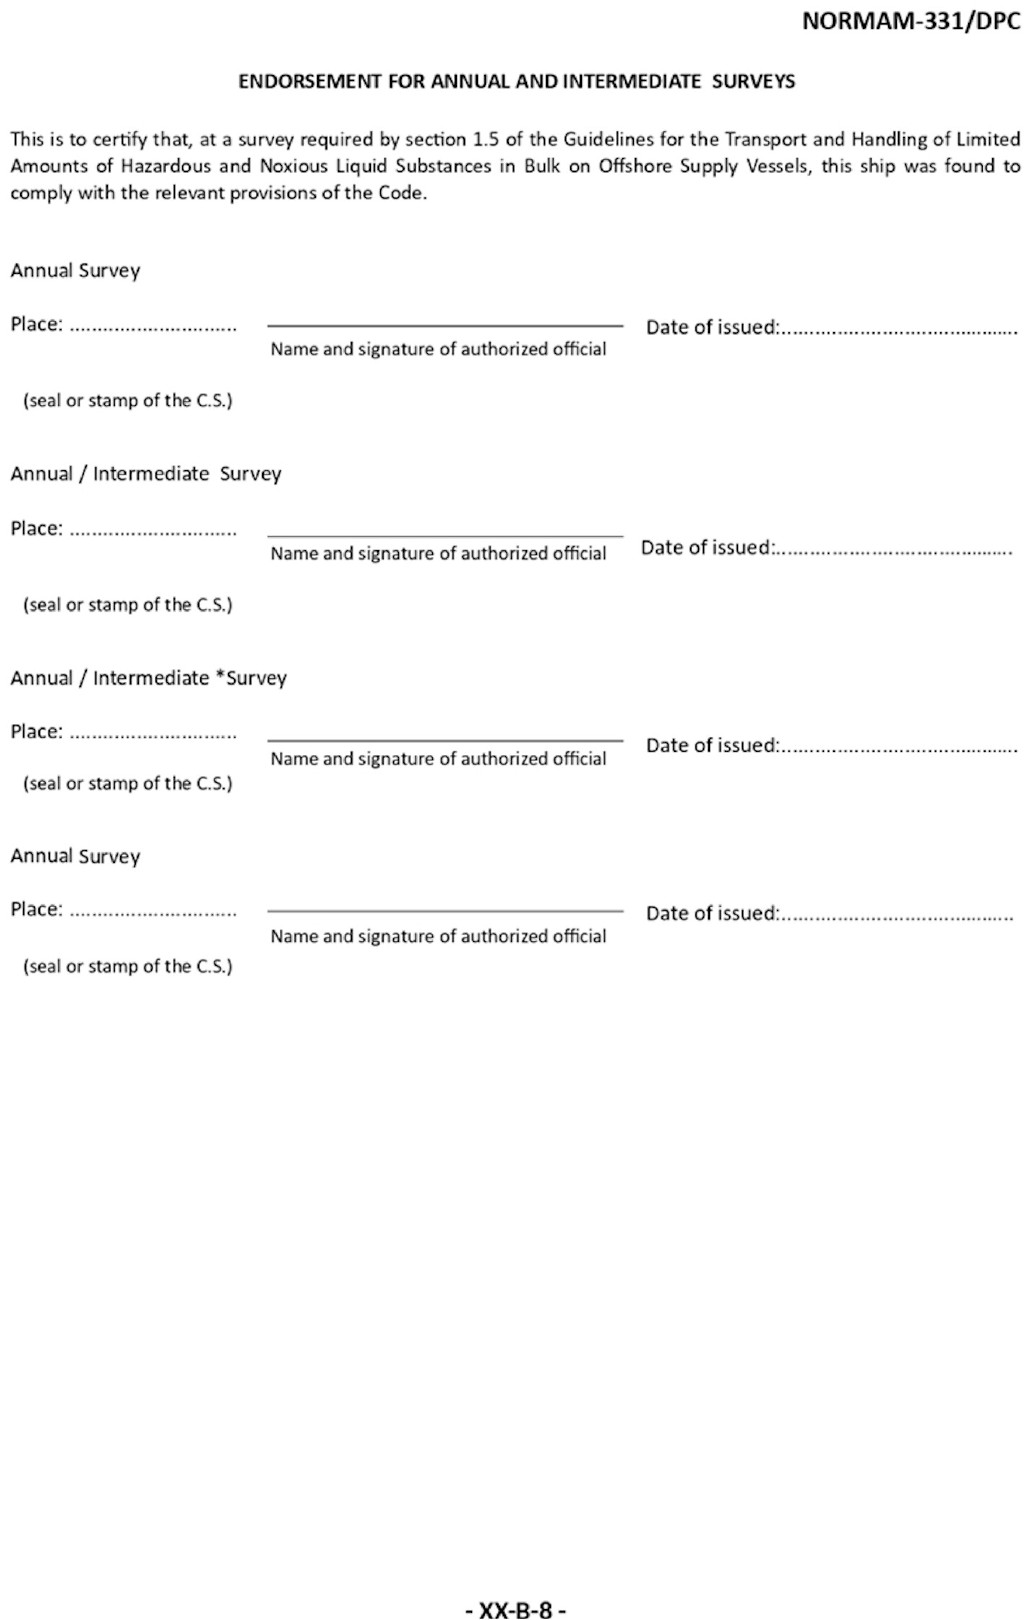 NORMAM-331/DPC
ENDORSEMENT FOR ANNUAL AND INTERMEDIATE SURVEYS
This is to certify that, at a survey required by section 1.5 of the Guidelines for the Transport and Handling of Limited
Amounts of Hazardous and Noxious Liquid Substances in Bulk on Offshore Supply Vessels, this ship was found to
comply with the relevant provisions of the Code.
Annual Survey
Place: .............................. Date of issued:..........................................
Name and signature of authorized official
(seal or stamp of the C.S.)
Annual / Intermediate Survey
Place: .............................. Date of issued:..........................................
Name and signature of authorized official
(seal or stamp of the C.S.)
Annual / Intermediate *Survey
Place: .............................. Date of issued:..........................................
Name and signature of authorized official
(seal or stamp of the C.S.)
Annual Survey
Place: .............................. Date of issued:.........................................
Name and signature of authorized official
(seal or stamp of the C.S.)
- XX-B-8 -